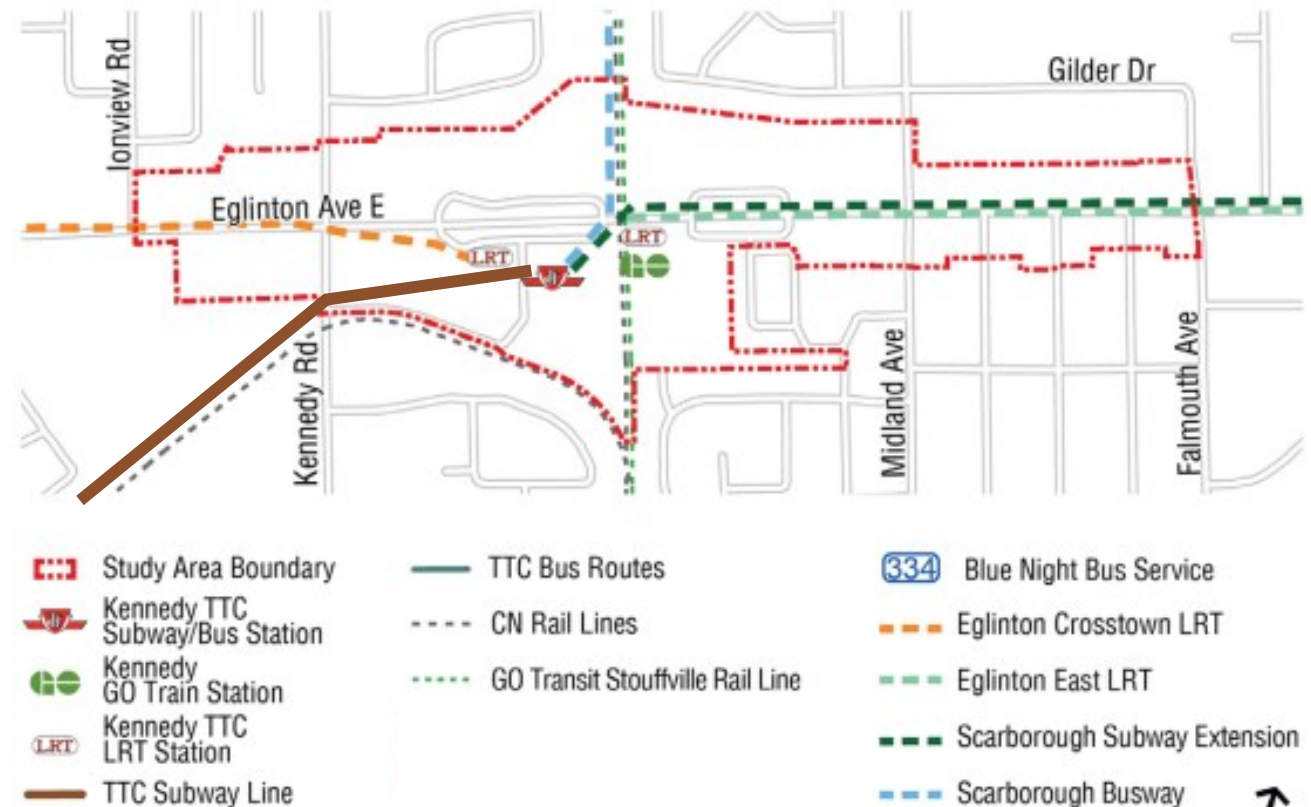 Ionview Rd
Gilder Dr
Eglinton Ave E
LRT
LRT
GO
Kennedy Rd
Midland Ave
Falmouth Ave
Study Area Boundary
Kennedy TTC
Subway/Bus Station
GO
Kennedy
GO Train Station
LRT
Kennedy TTC
LRT Station
TTC Subway Line
TTC Bus Routes
CN Rail Lines
GO Transit Stouffville Rail Line
334
Blue Night Bus Service
Eglinton Crosstown LRT
Eglinton East LRT
Scarborough Subway Extension
Scarborough Busway